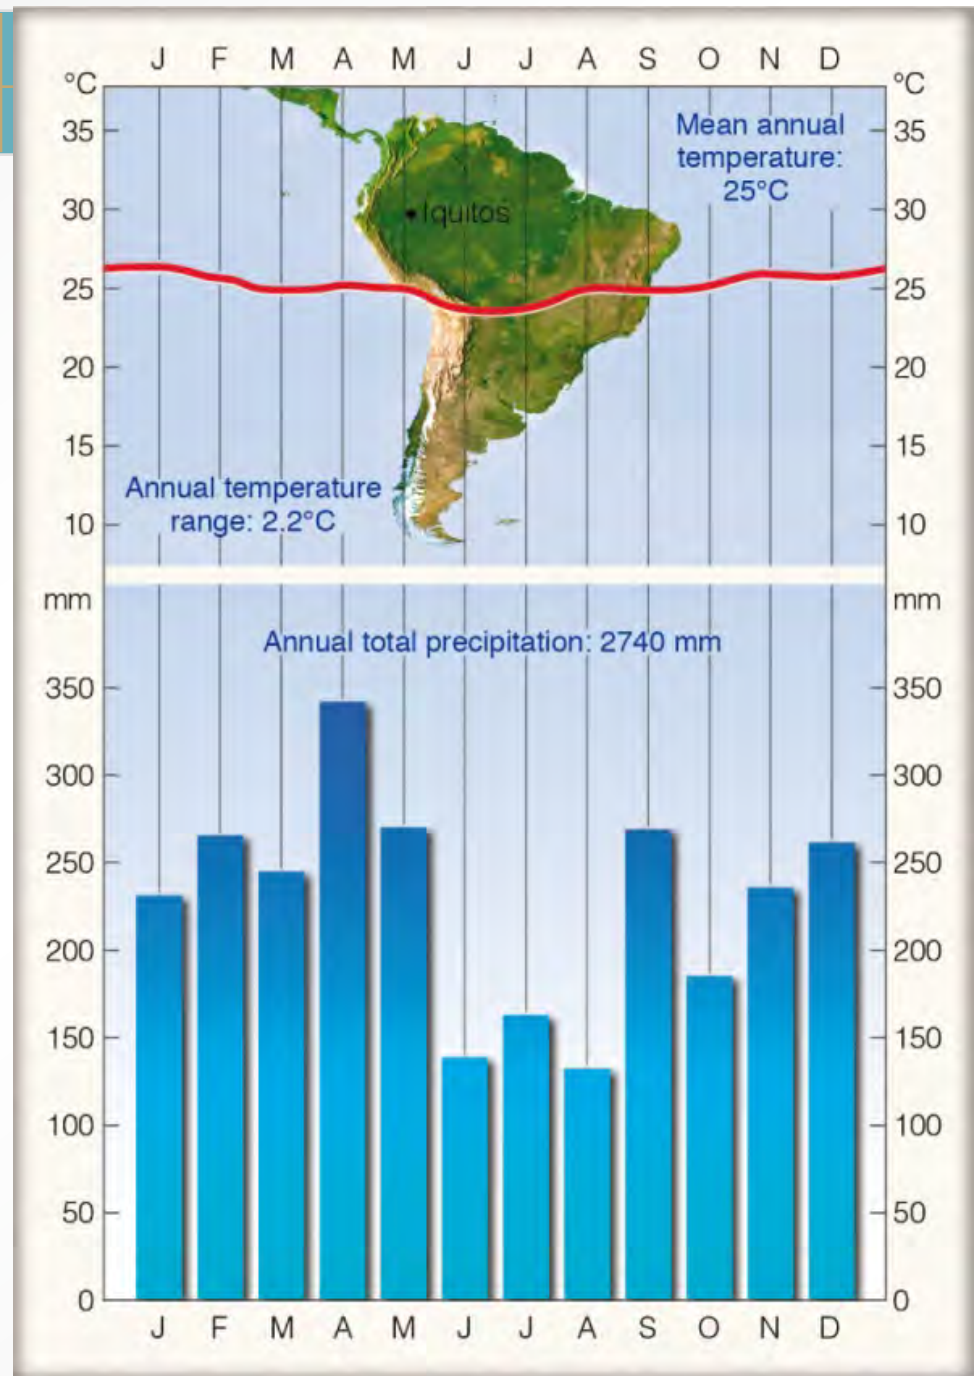 J F M A M J J A S O N D
°C °C
35 35
Mean annual
temperature:
25°C
30 30
Iquitos
25 25
20 20
15 15
Annual temperature
range: 2.2°C
10 10
mm mm
Annual total precipitation: 2740 mm
350 350
300 300
250 250
200 200
150 150
100 100
50 50
0 0
J F M A M J J A S O N D